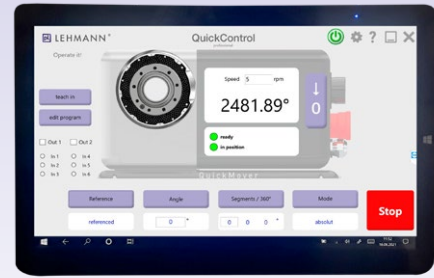 LEHMANN®
QuickControl
professional
Operate it!
Speed 5 rpm
2481.89°
↓
0
teach in
edit program
ready
in position
Out 1 Out 2
In 1 In 4
In 2 In 5
In 3 In 6
QuickMover
Reference Angle Segments / 360° Mode
referenced 0 ° 0 0 0 ° absolut
Stop